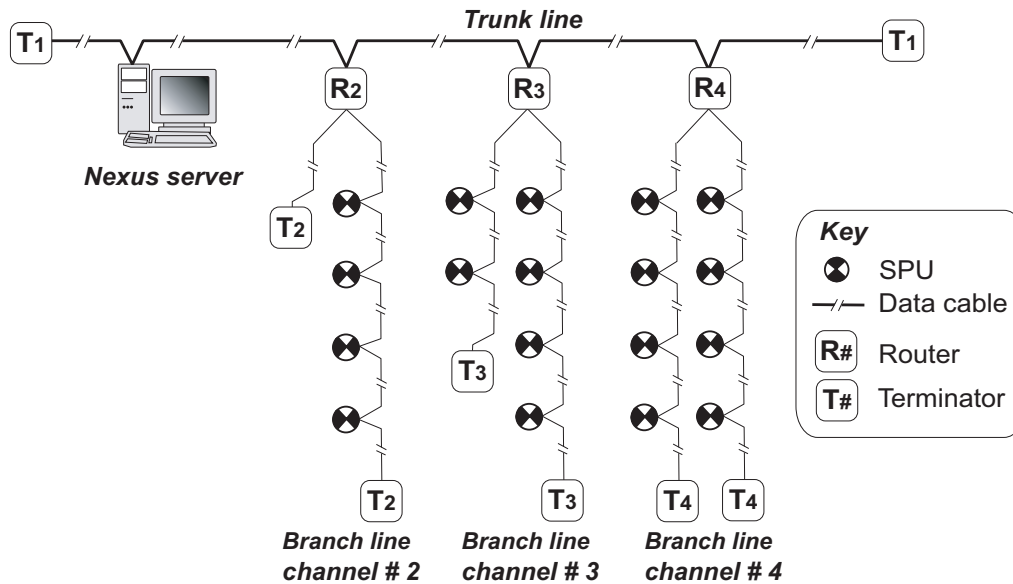 Trunk line
T1
T1
R2
R3
R4
Nexus server
T2
Key
SPU
Data cable
R# Router
T# Terminator
T3
T2
T3
T4
T4
Branch line
channel # 2
Branch line
channel # 3
Branch line
channel # 4